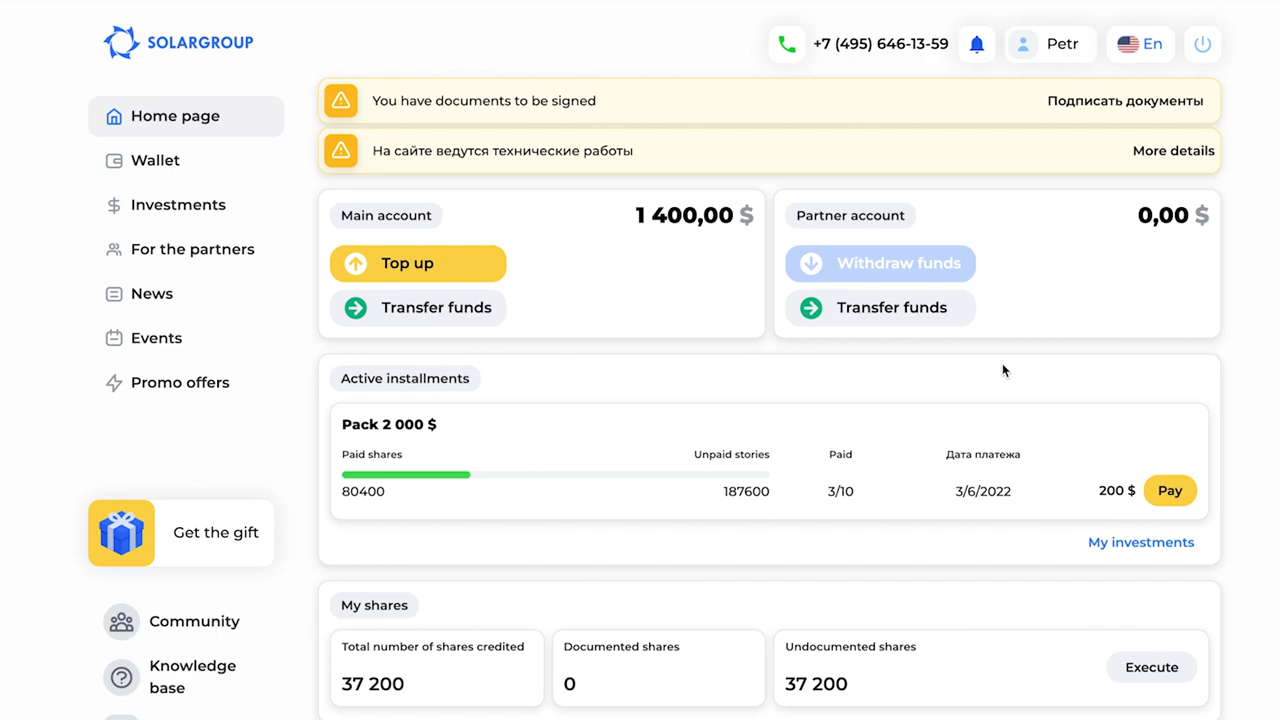 SOLARGROUP
+7 (495) 646-13-59
Petr
En
Home page
Wallet
Investments
For the partners
News
Events
Promo offers
Get the gift
Community
Knowledge
base
You have documents to be signed
Подписать документы
На сайте ведутся технические работы
More details
Main account
1 400,00 $
Top up
Transfer funds
Partner account
0,00 $
Withdraw funds
Transfer funds
Active installments
Pack 2 000 $
Paid shares
Unpaid stories
Paid
Дата платежа
80400
187600
3/10
3/6/2022
200 $
Pay
My investments
My shares
Total number of shares credited
37 200
Documented shares
0
Undocumented shares
37 200
Execute